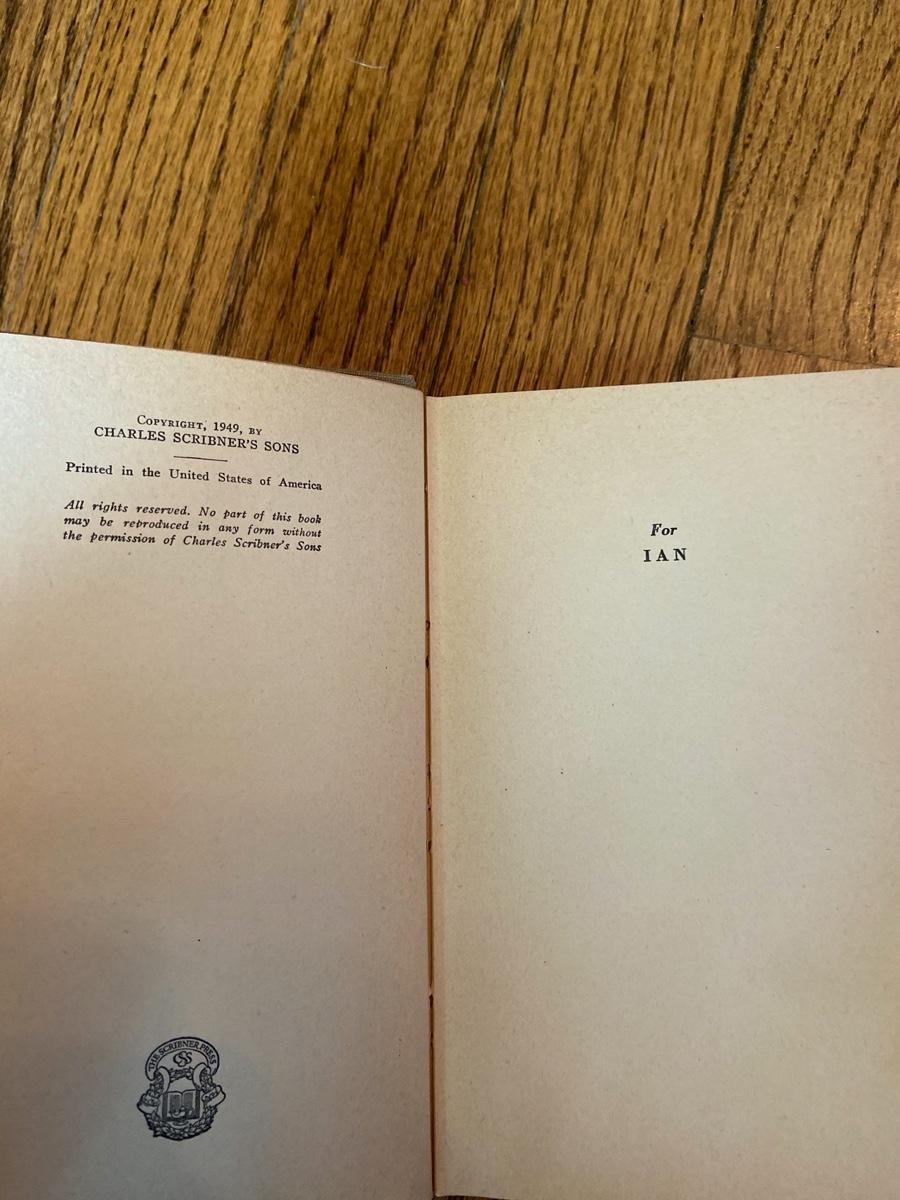 COPYRIGHT, 1949, BY
CHARLES SCRIBNER'S SONS
Printed in the United States of America
All rights reserved. No part of this book
may be reproduced in any form without
the permission of Charles Scribner's Sons
THE SCRIBNER PRESS
CSS
For
IAN